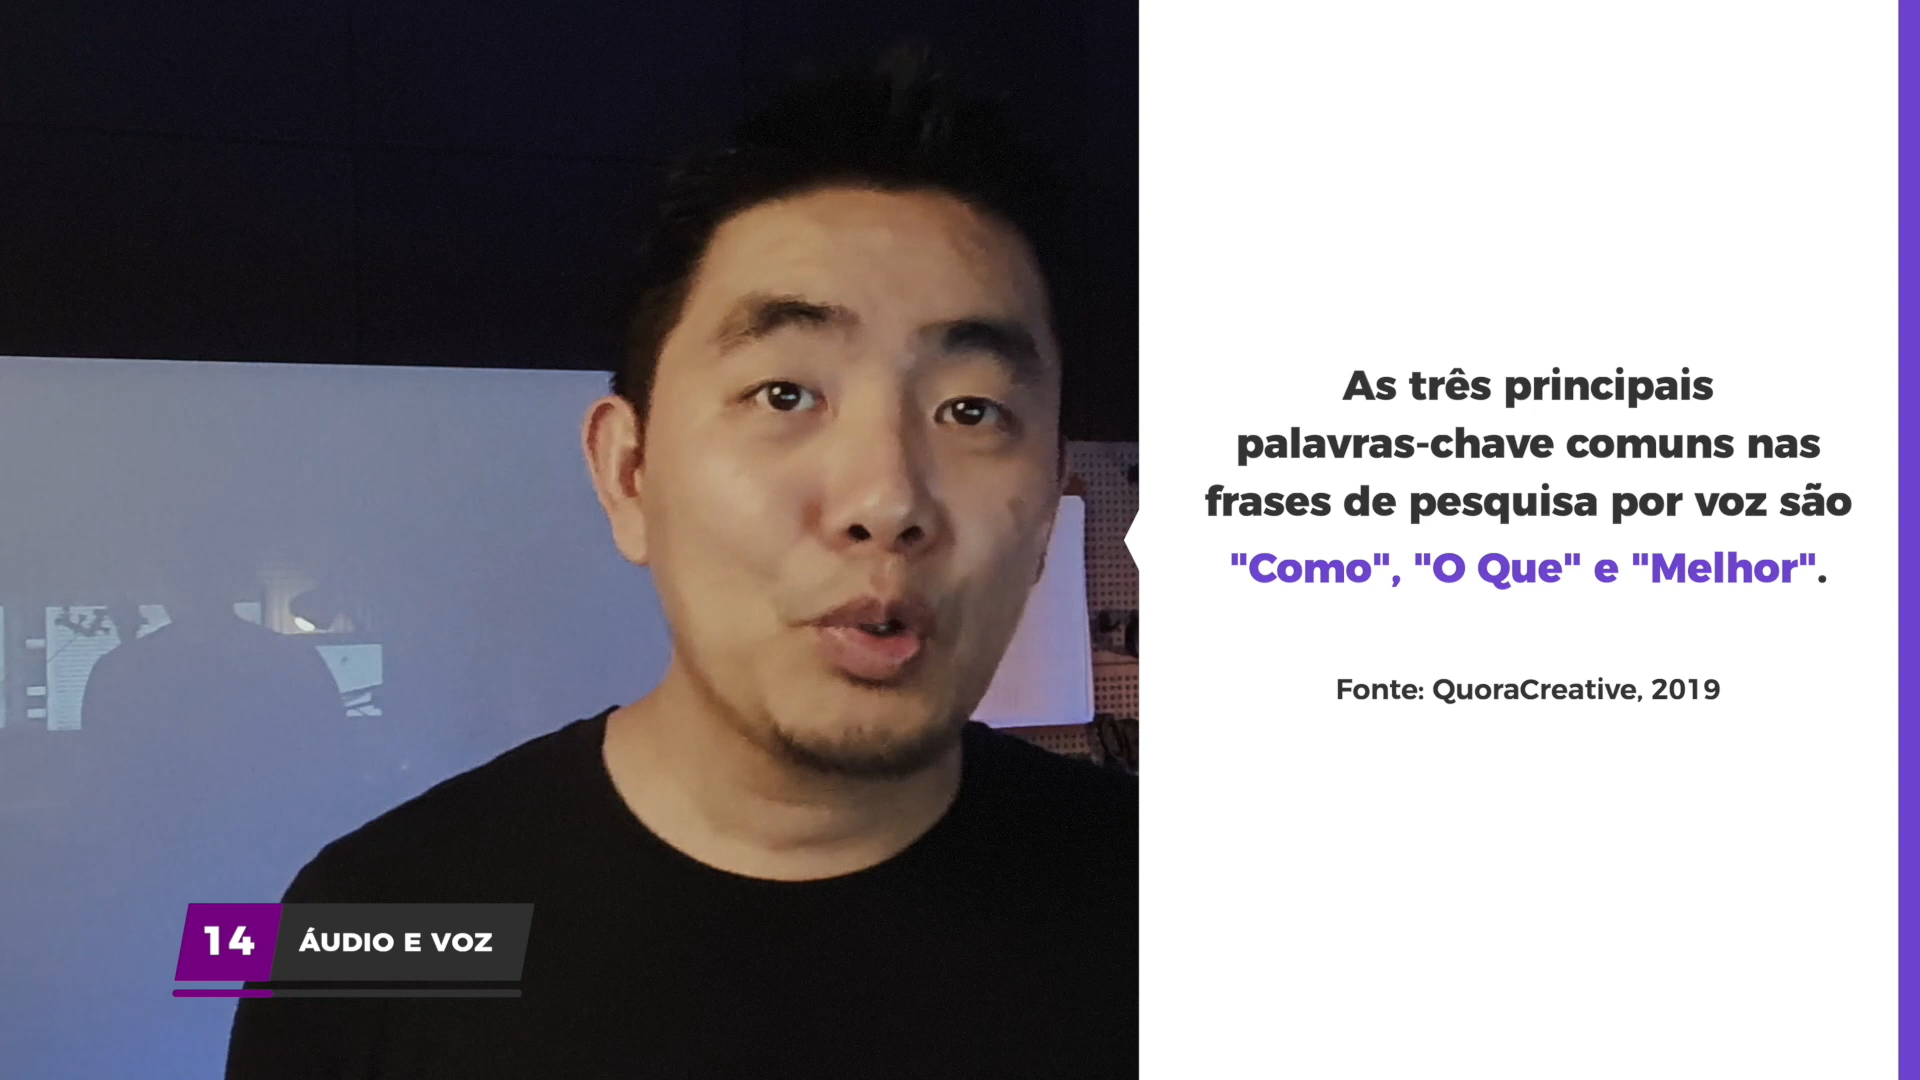 As três principais
palavras-chave comuns nas
frases de pesquisa por voz são
"Como", "O Que" e "Melhor".
Fonte: QuoraCreative, 2019
14 ÁUDIO E VOZ